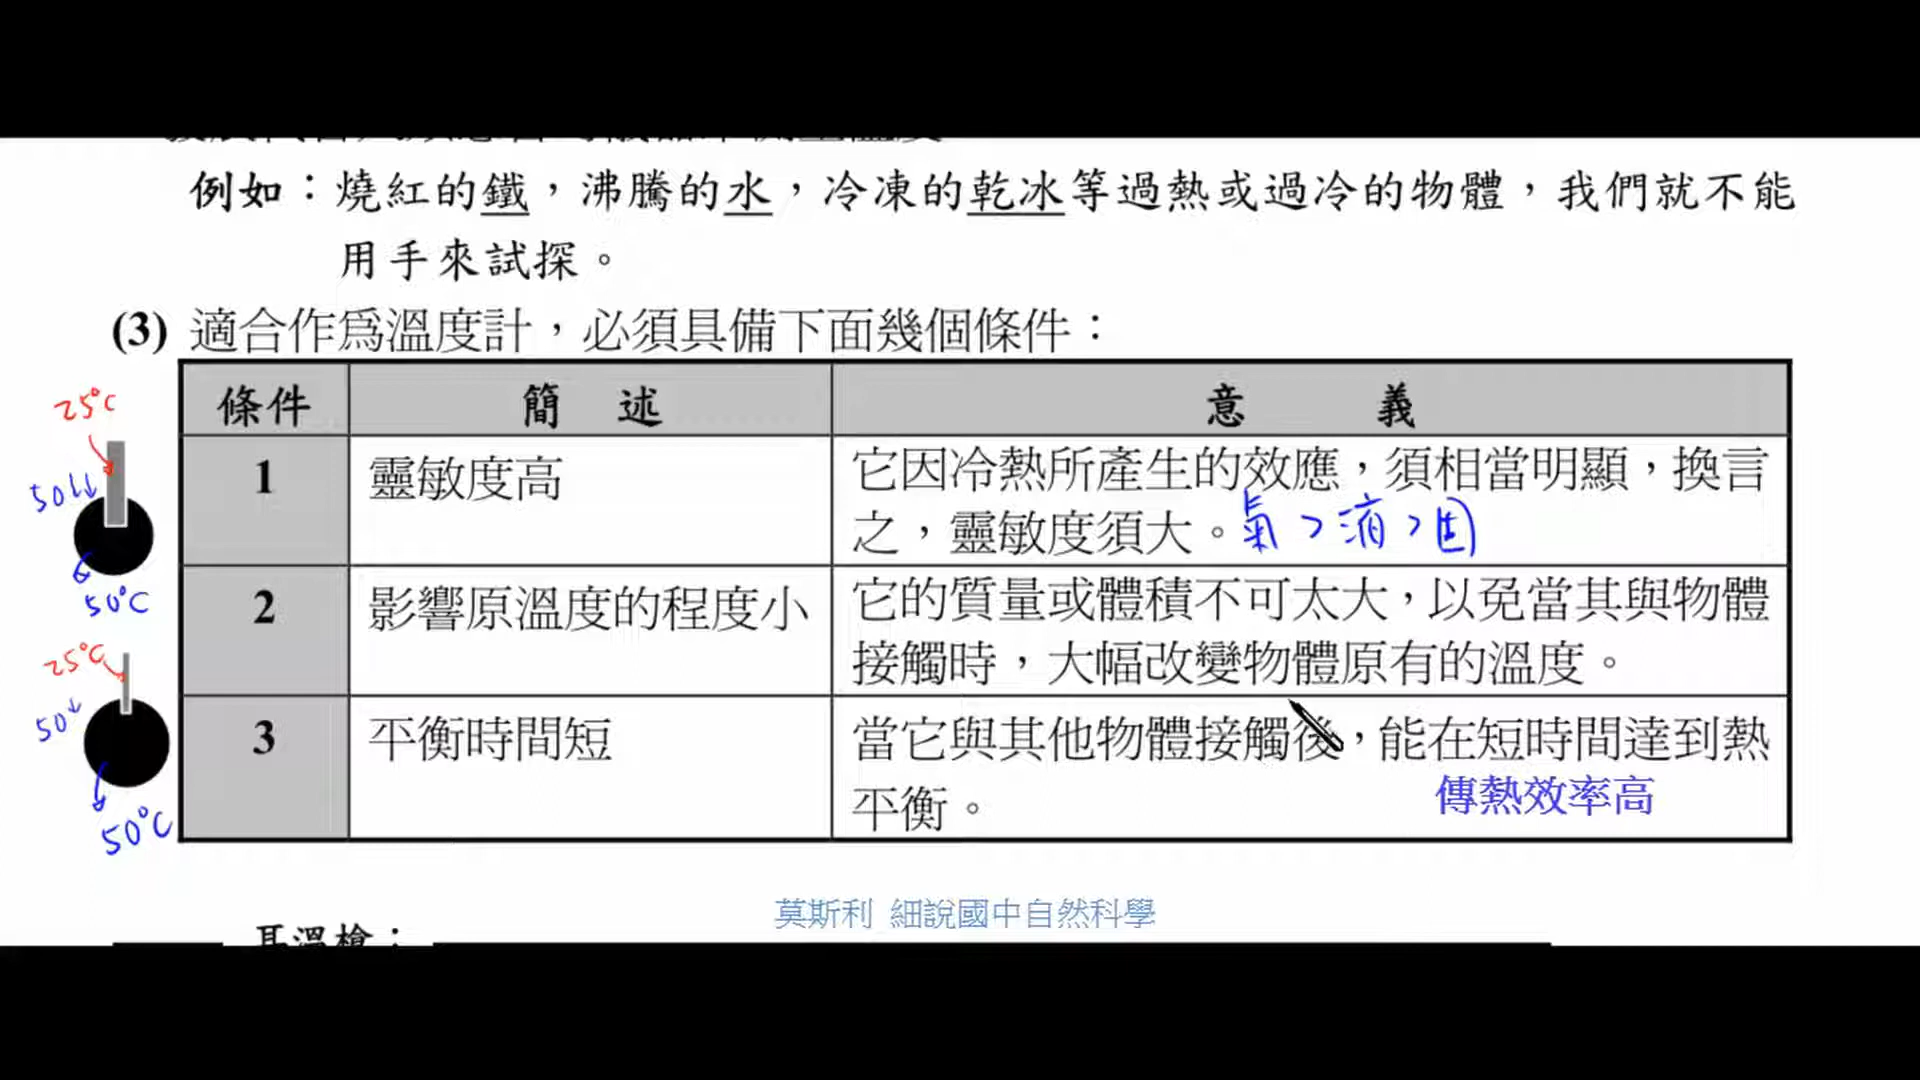 例如：燒紅的鐵，沸騰的水，冷凍的乾冰等過熱或過冷的物體，我們就不能
用手來試探。
(3) 適合作為溫度計，必須具備下面幾個條件：
條件 簡述 意義
1 靈敏度高 它因冷熱所產生的效應，須相當明顯，換言
之，靈敏度須大。氣 > 液 > 固
2 影響原溫度的程度小 它的質量或體積不可太大，以免當其與物體
接觸時，大幅改變物體原有的溫度。
3 平衡時間短 當它與其他物體接觸後，能在短時間達到熱
平衡。
傳熱效率高
25°C
50↓↓
50°C
25°C
50↓
50°C
莫斯利 細說國中自然科學
耳溫槍：